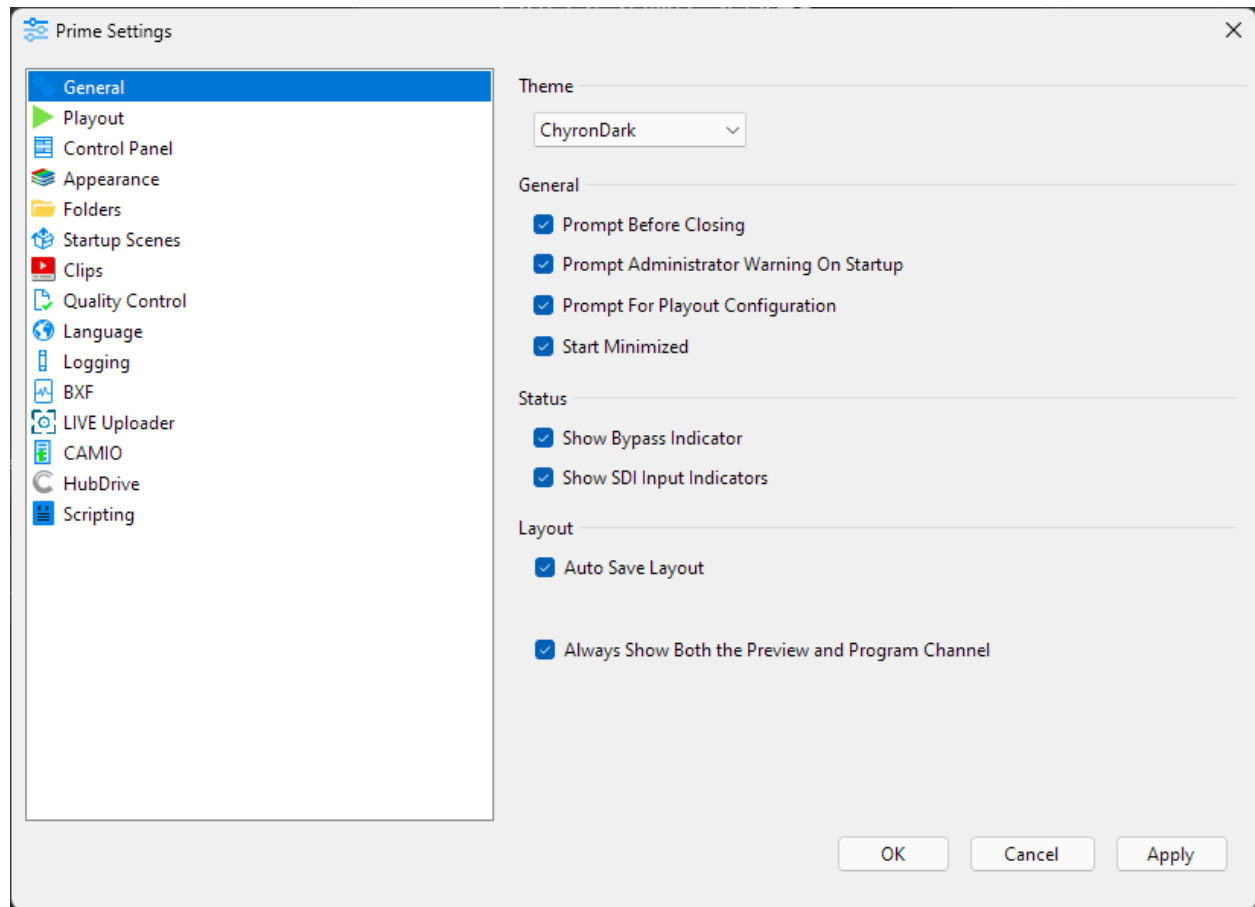 Prime Settings
General
Playout
Control Panel
Appearance
Folders
Startup Scenes
Clips
Quality Control
Language
Logging
BXF
LIVE Uploader
CAMIO
HubDrive
Scripting
Theme
ChyronDark
General
Prompt Before Closing
Prompt Administrator Warning On Startup
Prompt For Playout Configuration
Start Minimized
Status
Show Bypass Indicator
Show SDI Input Indicators
Layout
Auto Save Layout
Always Show Both the Preview and Program Channel
OK Cancel Apply